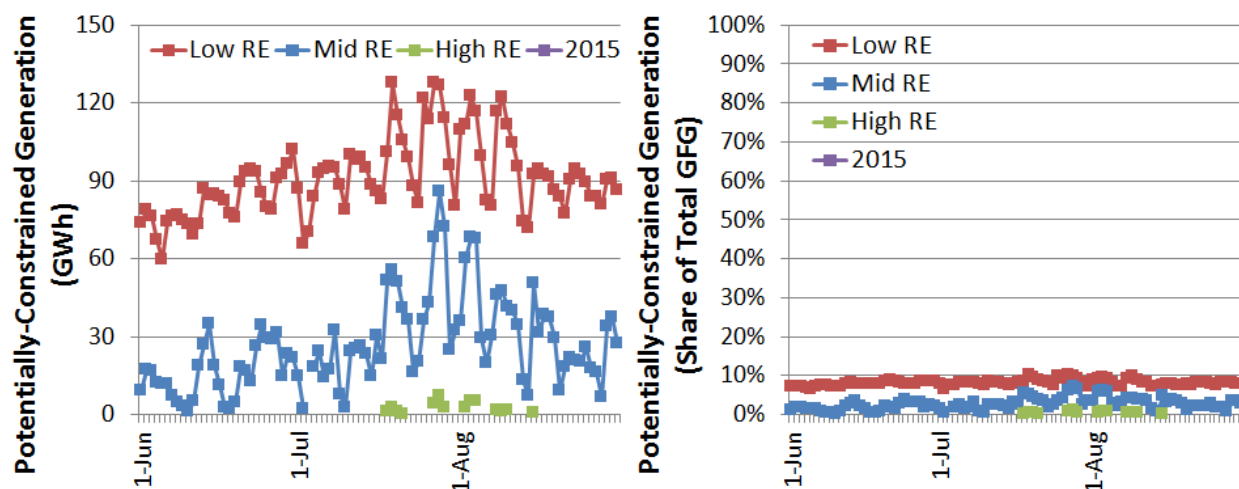 Potentially-Constrained Generation
(GWh)
150
120
90
60
30
0
Low RE Mid RE High RE 2015
1-Jun
1-Jul
1-Aug
Potentially-Constrained Generation
(Share of Total GFG)
100%
90%
80%
70%
60%
50%
40%
30%
20%
10%
0%
Low RE
Mid RE
High RE
2015
1-Jun
1-Jul
1-Aug